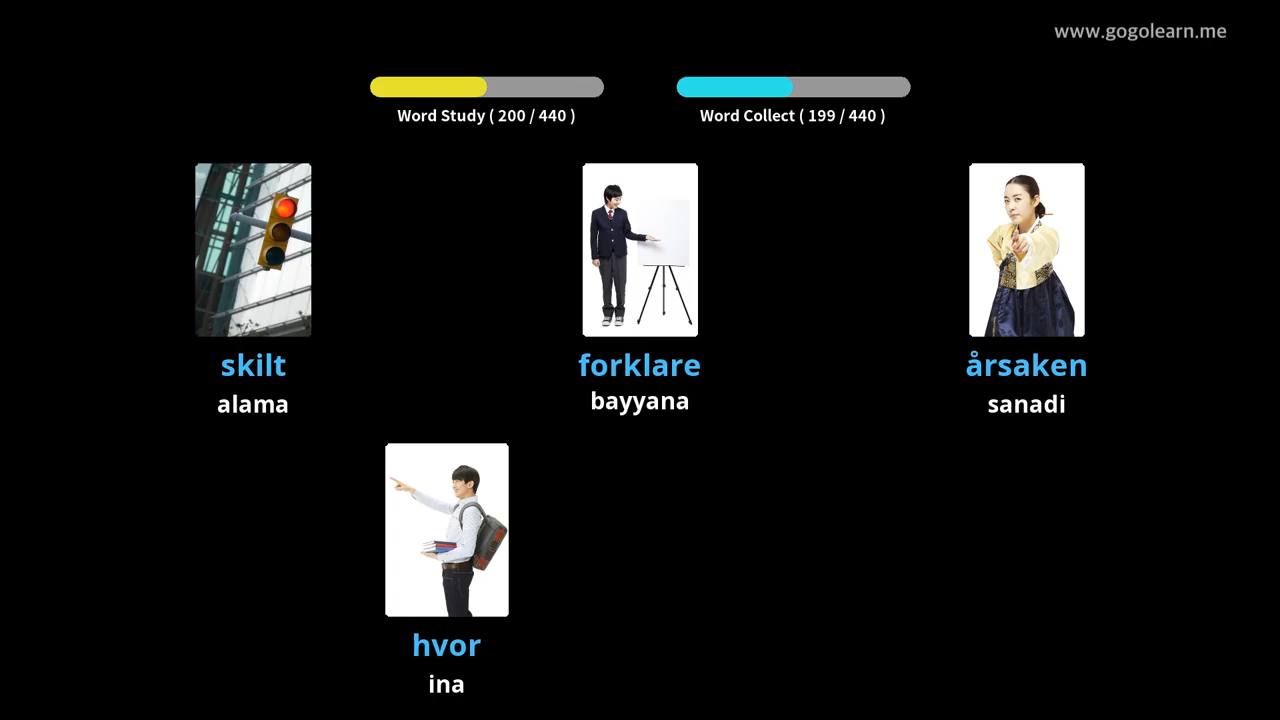 www.gogolearn.me
Word Study ( 200 / 440 )
Word Collect ( 199 / 440 )
skilt
alama
forklare
bayyana
årsaken
sanadi
hvor
ina